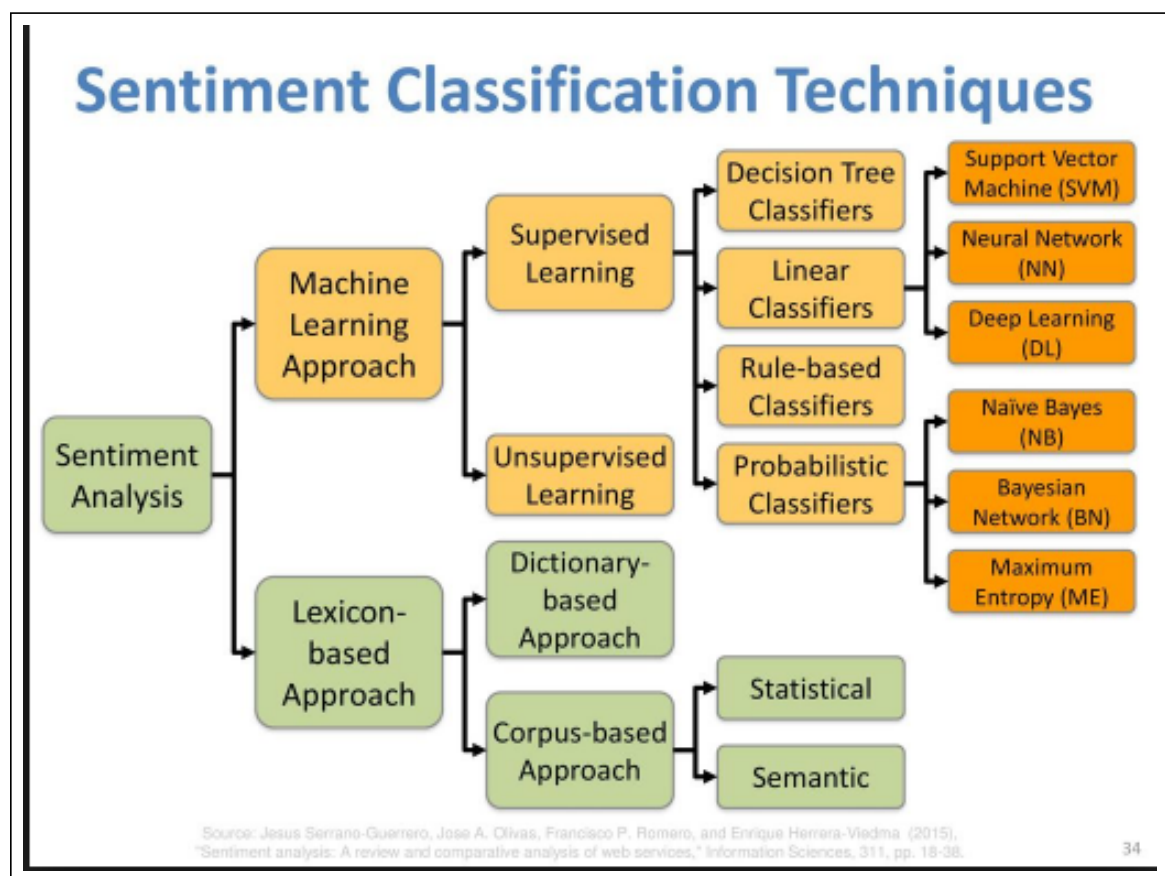 Sentiment Classification Techniques
Sentiment
Analysis
Machine
Learning
Approach
Lexicon-
based
Approach
Supervised
Learning
Unsupervised
Learning
Dictionary-
based
Approach
Corpus-based
Approach
Decision Tree
Classifiers
Linear
Classifiers
Rule-based
Classifiers
Probabilistic
Classifiers
Statistical
Semantic
Support Vector
Machine (SVM)
Neural Network
(NN)
Deep Learning
(DL)
Naïve Bayes
(NB)
Bayesian
Network (BN)
Maximum
Entropy (ME)
Source: Jesus Serrano-Guerrero, Jose A. Olivas, Francisco P. Romero, and Enrique Herrera-Viedma (2015),
"Sentiment analysis: A review and comparative analysis of web services," Information Sciences, 311, pp. 18-38.
34